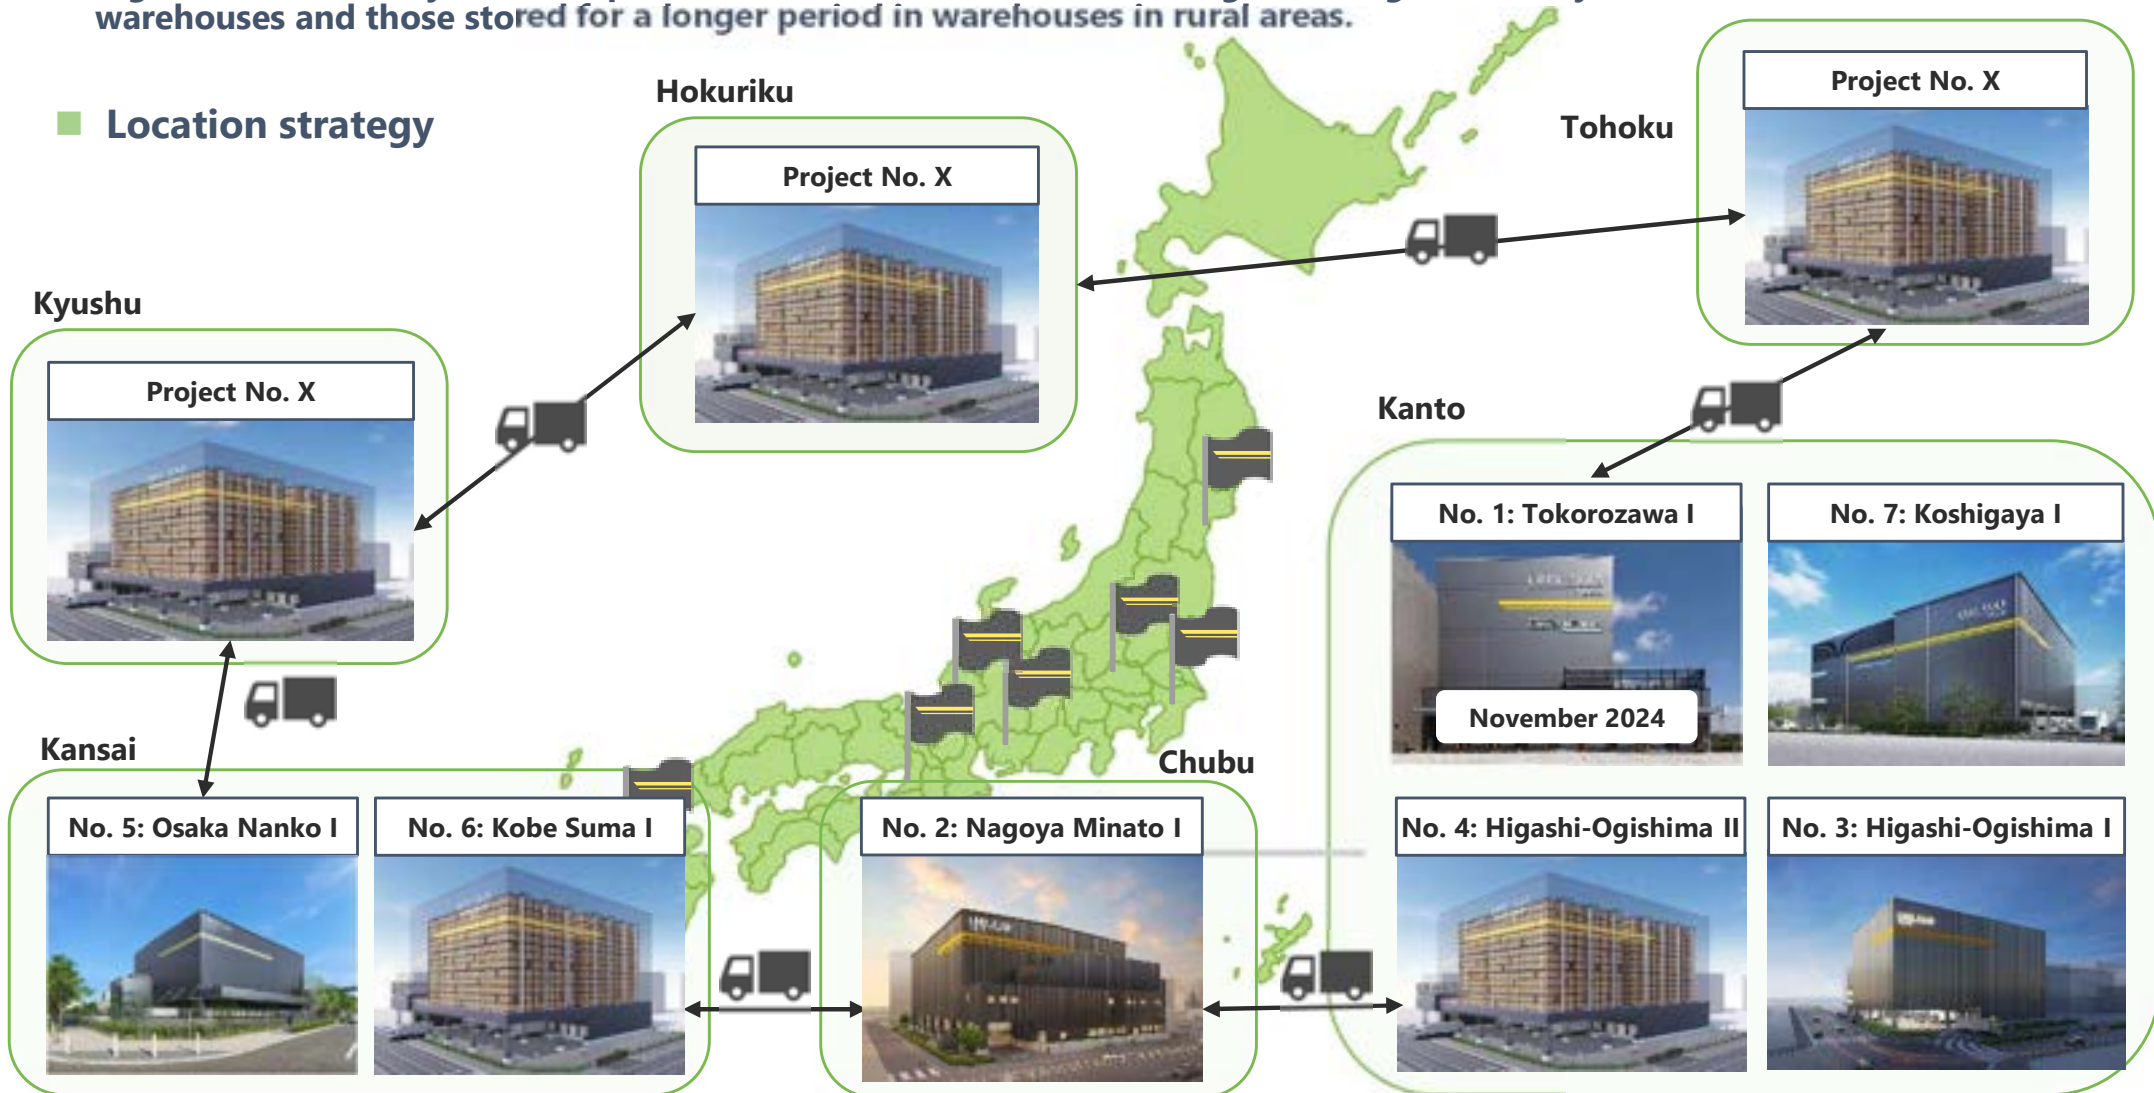 warehouses and those stored for a longer period in warehouses in rural areas.
Location strategy
Hokuriku
Project No. X
Tohoku
Project No. X
Kyushu
Project No. X
Kanto
No. 1: Tokorozawa I
November 2024
No. 7: Koshigaya I
No. 4: Higashi-Ogishima II
No. 3: Higashi-Ogishima I
Kansai
No. 5: Osaka Nanko I
No. 6: Kobe Suma I
Chubu
No. 2: Nagoya Minato I